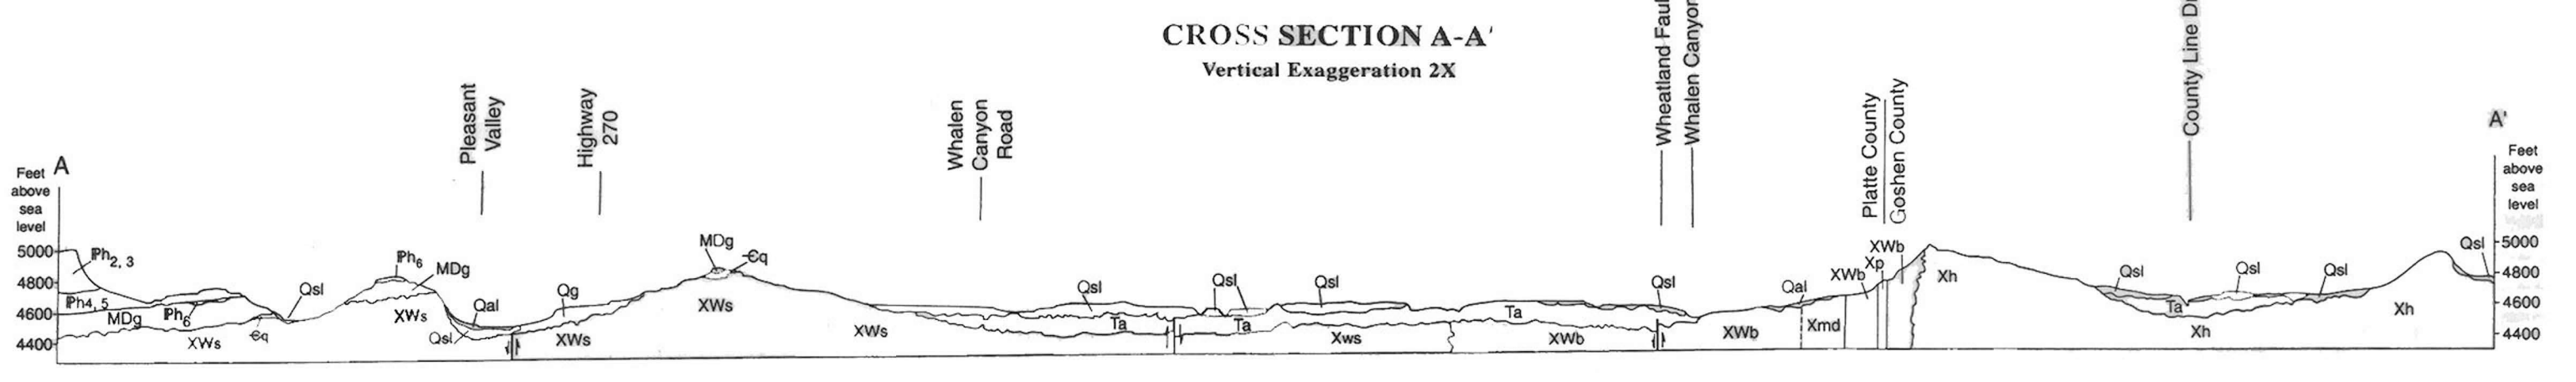 CROSS SECTION A-A'
Vertical Exaggeration 2X
Pleasant
Valley
Highway
270
Whalen
Canyon
Road
Wheatland
Whalen
Platte County
Goshen County
County Line
A
Feet
above
sea
level
5000
4800
4600
4400
ℙh2, 3
ℙh4, 5
MDg
ℙh6
XWs
Ꞓq
Qsl
ℙh6
MDg
XWs
Qal
Qsl
Qg
XWs
MDg
Ꞓq
XWs
XWs
Qsl
Ta
Qsl
Ta
Qsl
Xws
Ta
XWb
Qsl
XWb
Qal
Xmd
XWb
Xp
XWb
Xh
Qsl
Ta
Qsl
Xh
Qsl
Xh
Qsl
A'
Feet
above
sea
level
5000
4800
4600
4400